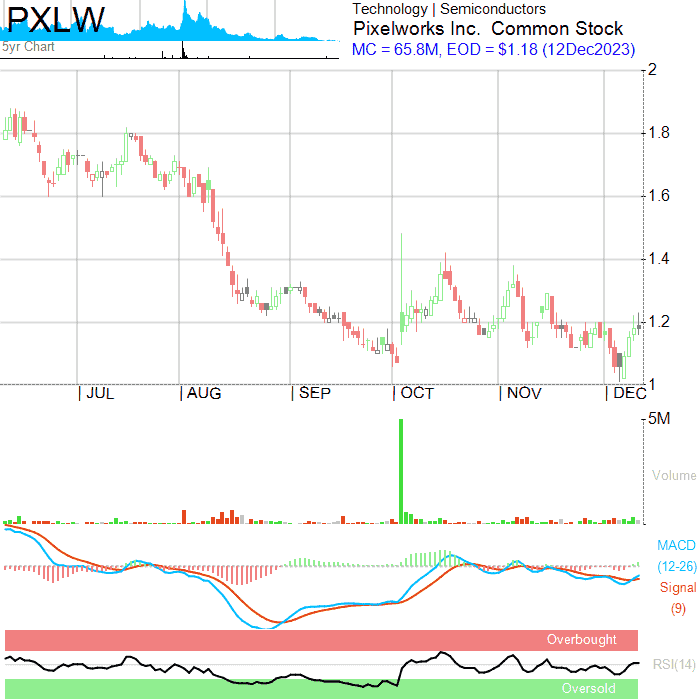 PXLW
5yr Chart
Technology | Semiconductors
Pixelworks Inc. Common Stock
MC = 65.8M, EOD = $1.18 (12Dec2023)
2
1.8
1.6
1.4
1.2
1
JUL AUG SEP OCT NOV DEC
5M
Volume
MACD
(12-26)
Signal
(9)
Overbought
RSI(14)
Oversold